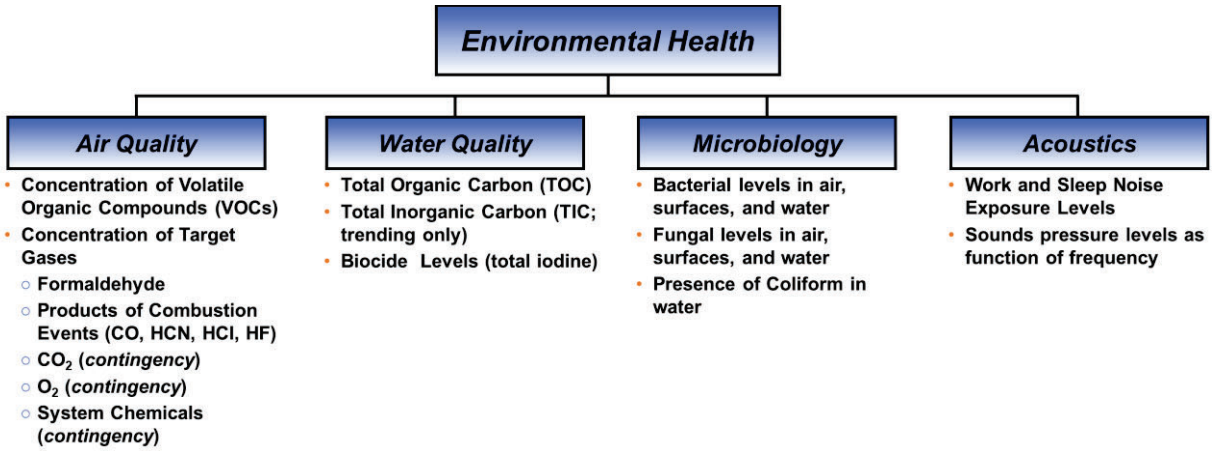 Environmental Health
Air Quality
• Concentration of Volatile
Organic Compounds (VOCs)
• Concentration of Target
Gases
○ Formaldehyde
○ Products of Combustion
Events (CO, HCN, HCl, HF)
○ CO₂ (contingency)
○ O₂ (contingency)
○ System Chemicals
(contingency)
Water Quality
• Total Organic Carbon (TOC)
• Total Inorganic Carbon (TIC;
trending only)
• Biocide Levels (total iodine)
Microbiology
• Bacterial levels in air,
surfaces, and water
• Fungal levels in air,
surfaces, and water
• Presence of Coliform in
water
Acoustics
• Work and Sleep Noise
Exposure Levels
• Sounds pressure levels as
function of frequency